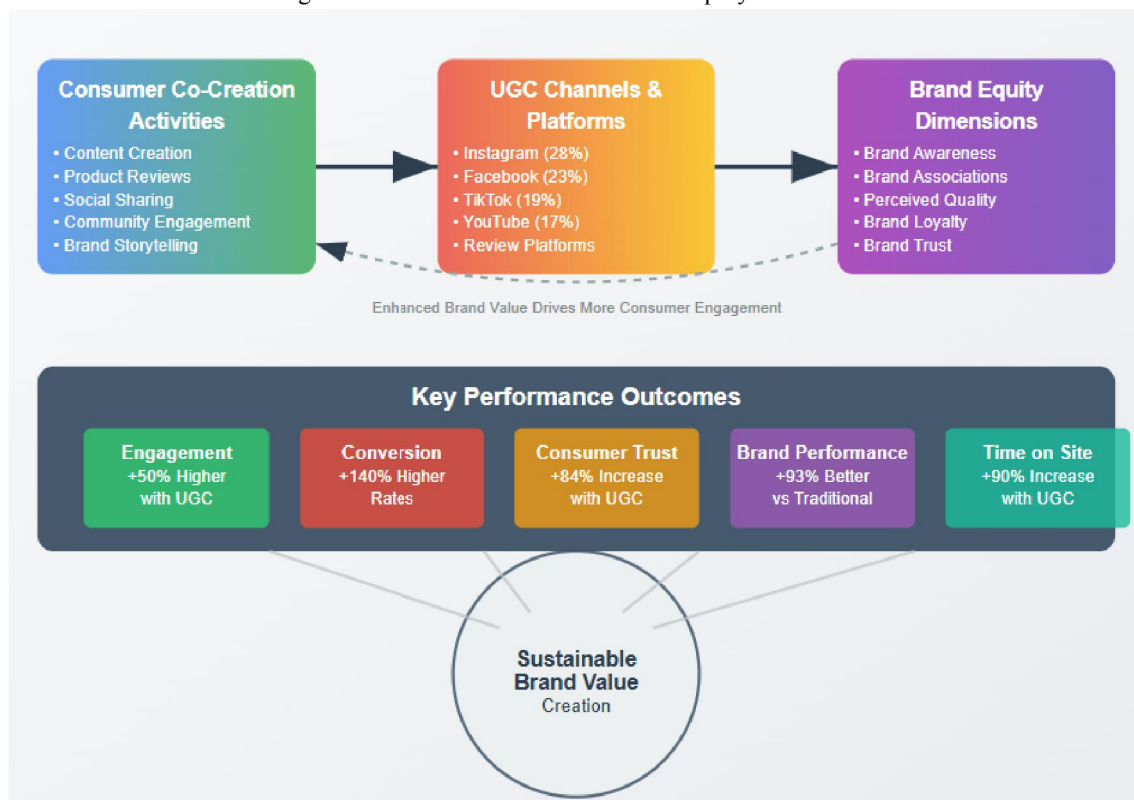 Consumer Co-Creation
Activities
• Content Creation
• Product Reviews
• Social Sharing
• Community Engagement
• Brand Storytelling
UGC Channels &
Platforms
• Instagram (28%)
• Facebook (23%)
• TikTok (19%)
• YouTube (17%)
• Review Platforms
Brand Equity
Dimensions
• Brand Awareness
• Brand Associations
• Perceived Quality
• Brand Loyalty
• Brand Trust
Enhanced Brand Value Drives More Consumer Engagement
Key Performance Outcomes
Engagement
+50% Higher
with UGC
Conversion
+140% Higher
Rates
Consumer Trust
+84% Increase
with UGC
Brand Performance
+93% Better
vs Traditional
Time on Site
+90% Increase
with UGC
Sustainable
Brand Value
Creation